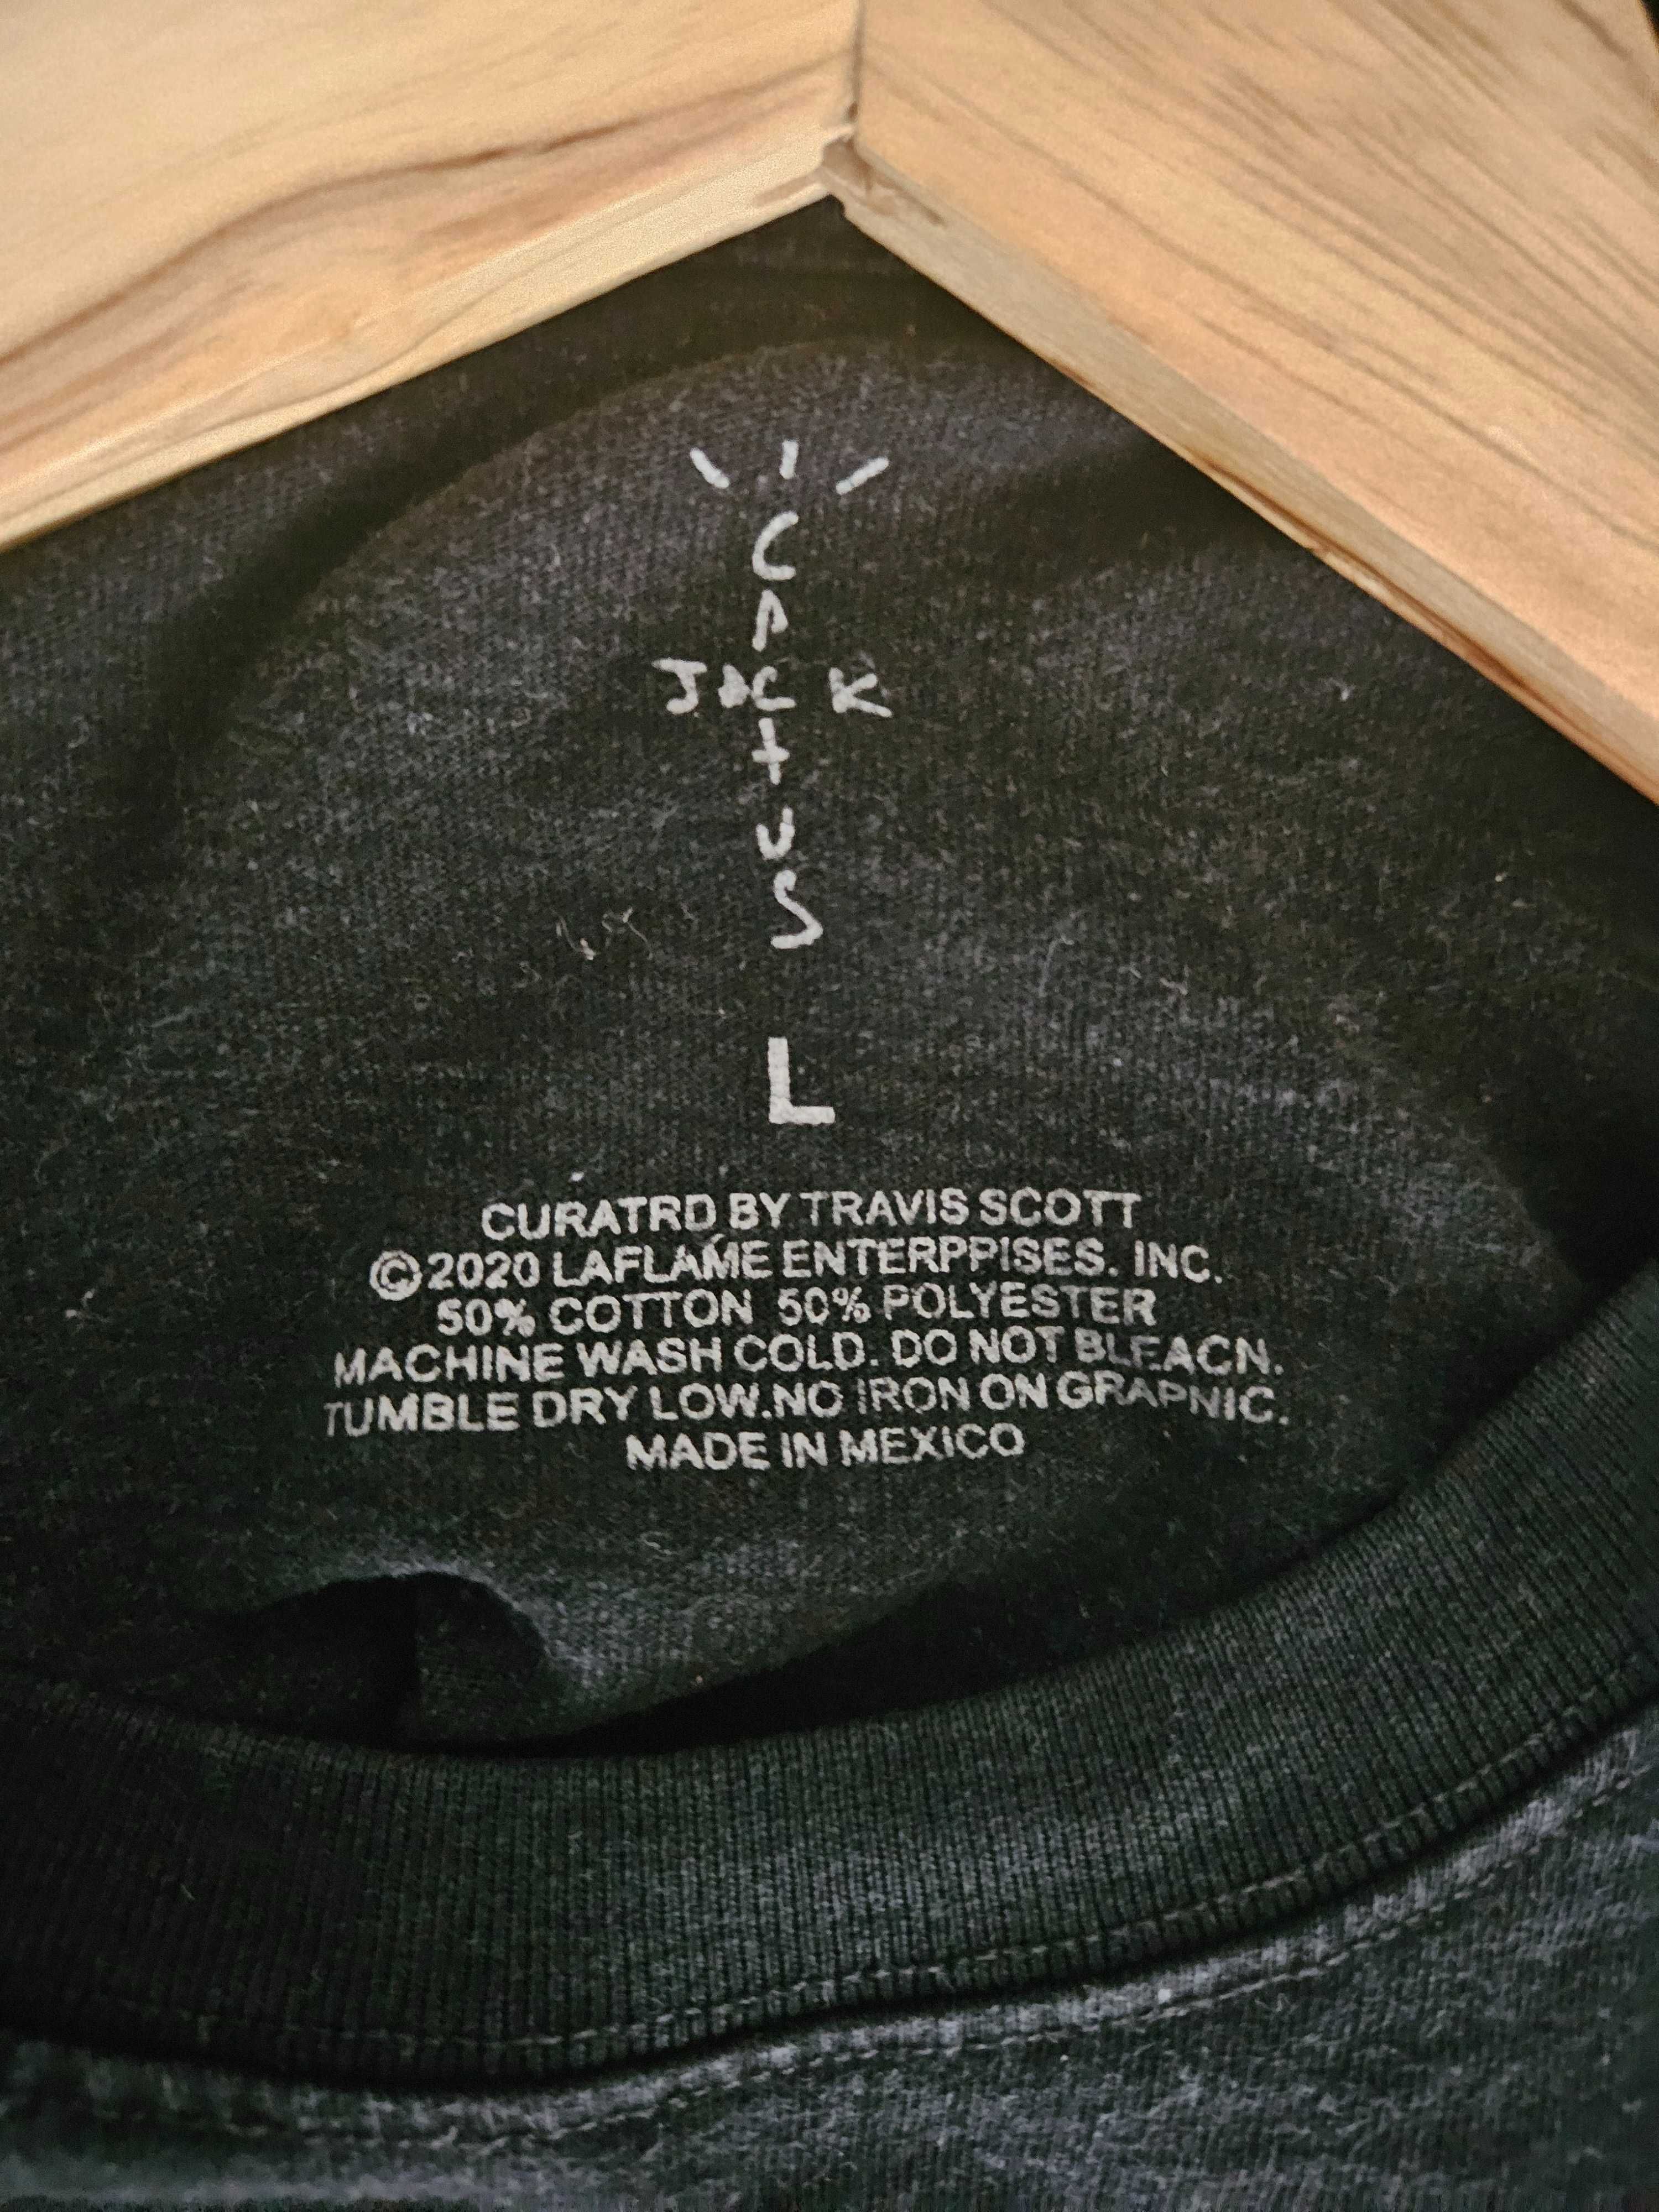 C
A
JACK
t
U
S
L
CURATRD BY TRAVIS SCOTT
©2020 LAFLAME ENTERPPISES. INC.
50% COTTON 50% POLYESTER
MACHINE WASH COLD. DO NOT BLEACN.
TUMBLE DRY LOW.NO IRON ON GRAPNIC.
MADE IN MEXICO